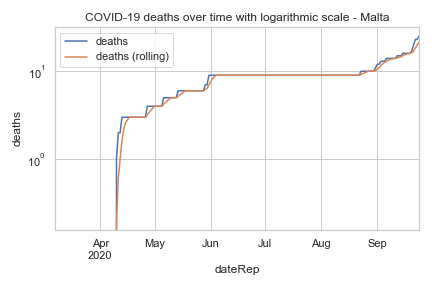 COVID-19 deaths over time with logarithmic scale - Malta
deaths
deaths (rolling)
10¹
10⁰
deaths
Apr May Jun Jul Aug Sep
2020
dateRep